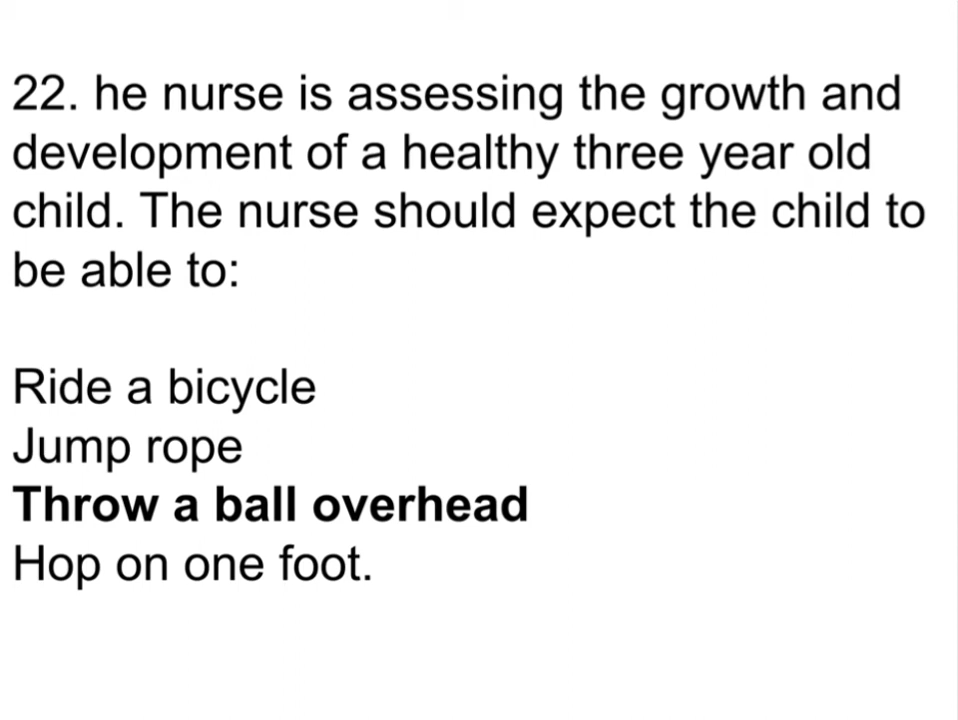 22. he nurse is assessing the growth and
development of a healthy three year old
child. The nurse should expect the child to
be able to:
Ride a bicycle
Jump rope
Throw a ball overhead
Hop on one foot.